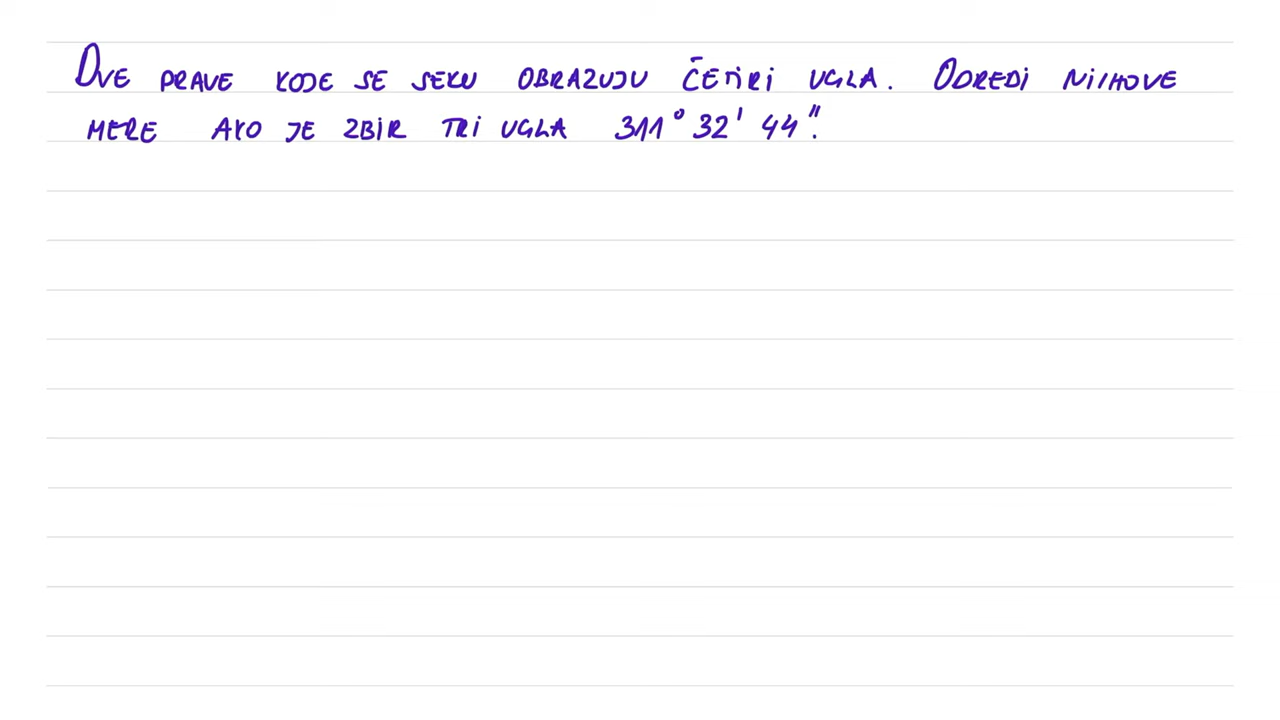 DVE PRAVE KOJE SE SEKU OBRAZUJU ČETIRI UGLA. ODREDI NJIHOVE
MERE AKO JE ZBIR TRI UGLA 311° 32' 44".